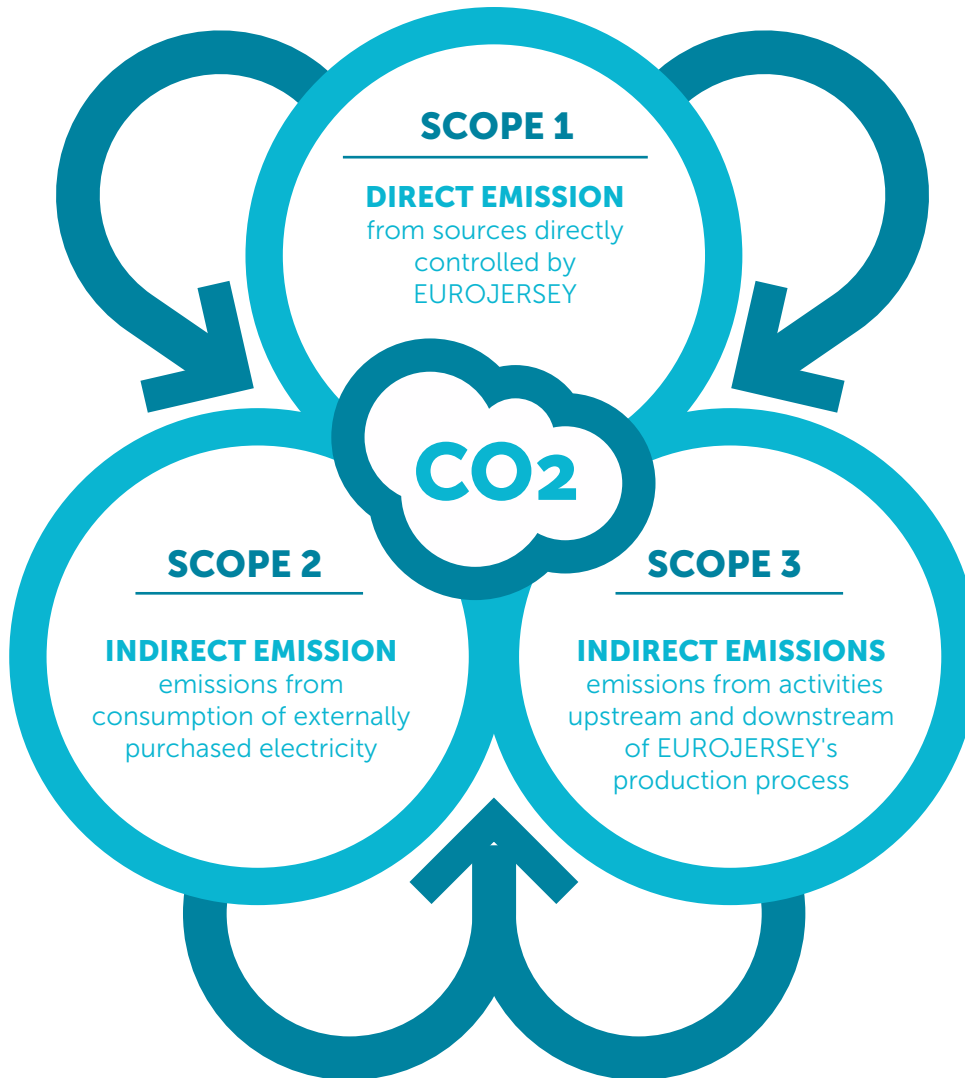 SCOPE 1
DIRECT EMISSION
from sources directly
controlled by
EUROJERSEY
CO2
SCOPE 2
INDIRECT EMISSION
emissions from
consumption of externally
purchased electricity
SCOPE 3
INDIRECT EMISSIONS
emissions from activities
upstream and downstream
of EUROJERSEY's
production process